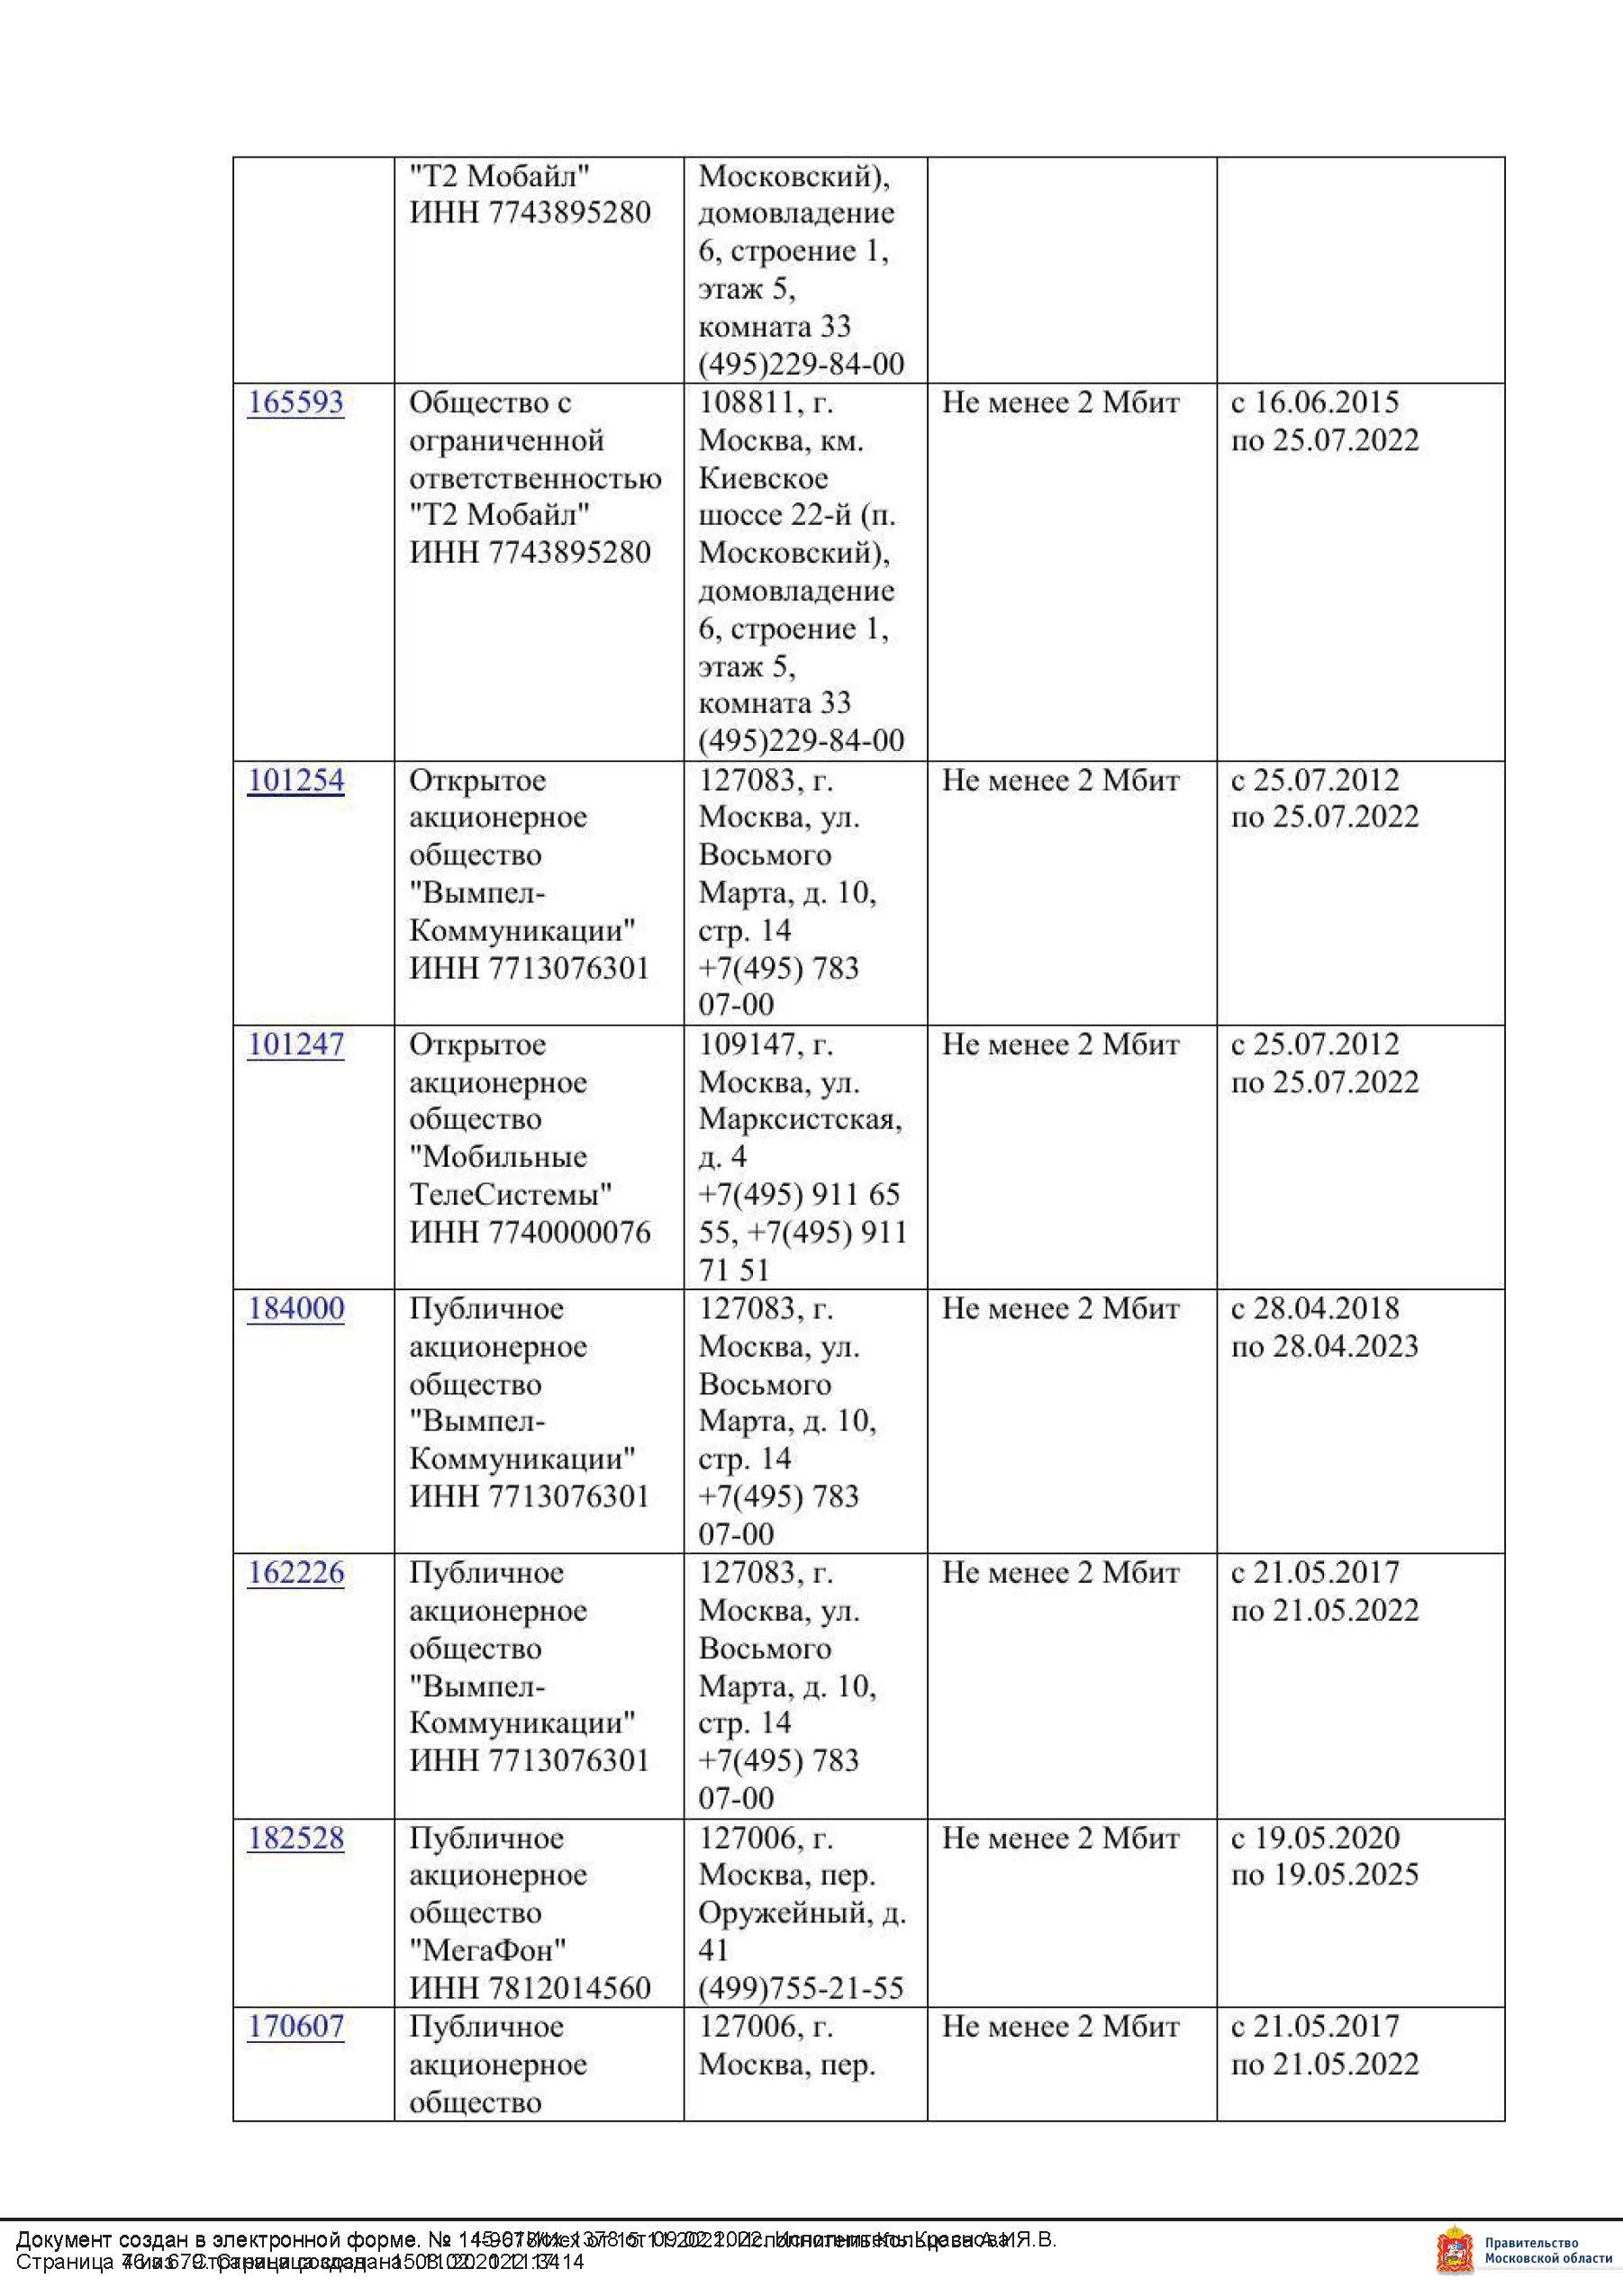 "Т2 Мобайл"
ИНН 7743895280
Московский),
домовладение
6, строение 1,
этаж 5,
комната 33
(495)229-84-00
165593
Общество с
ограниченной
ответственностью
"Т2 Мобайл"
ИНН 7743895280
108811, г.
Москва, км.
Киевское
шоссе 22-й (п.
Московский),
домовладение
6, строение 1,
этаж 5,
комната 33
(495)229-84-00
Не менее 2 Мбит
с 16.06.2015
по 25.07.2022
101254
Открытое
акционерное
общество
"Вымпел-
Коммуникации"
ИНН 7713076301
127083, г.
Москва, ул.
Восьмого
Марта, д. 10,
стр. 14
+7(495) 783
07-00
Не менее 2 Мбит
с 25.07.2012
по 25.07.2022
101247
Открытое
акционерное
общество
"Мобильные
ТелеСистемы"
ИНН 7740000076
109147, г.
Москва, ул.
Марксистская,
д. 4
+7(495) 911 65
55, +7(495) 911
71 51
Не менее 2 Мбит
с 25.07.2012
по 25.07.2022
184000
Публичное
акционерное
общество
"Вымпел-
Коммуникации"
ИНН 7713076301
127083, г.
Москва, ул.
Восьмого
Марта, д. 10,
стр. 14
+7(495) 783
07-00
Не менее 2 Мбит
с 28.04.2018
по 28.04.2023
162226
Публичное
акционерное
общество
"Вымпел-
Коммуникации"
ИНН 7713076301
127083, г.
Москва, ул.
Восьмого
Марта, д. 10,
стр. 14
+7(495) 783
07-00
Не менее 2 Мбит
с 21.05.2017
по 21.05.2022
182528
Публичное
акционерное
общество
"МегаФон"
ИНН 7812014560
127006, г.
Москва, пер.
Оружейный, д.
41
(499)755-21-55
Не менее 2 Мбит
с 19.05.2020
по 19.05.2025
170607
Публичное
акционерное
общество
127006, г.
Москва, пер.
Не менее 2 Мбит
с 21.05.2017
по 21.05.2022
Документ создан в электронной форме. №
Страница
Правительство
Московской области